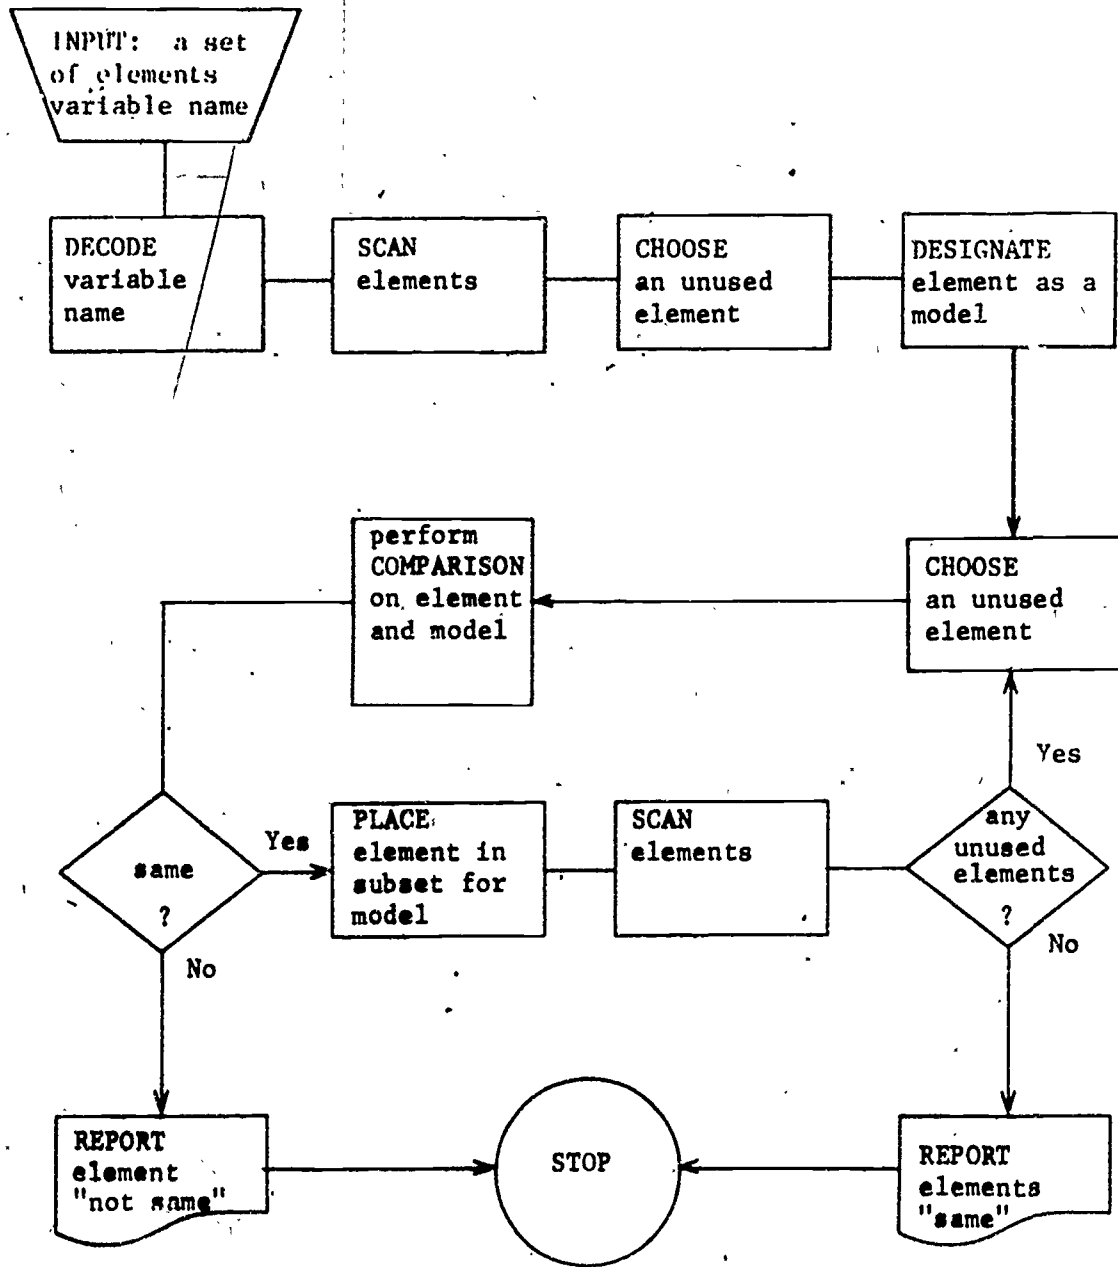 INPUT: a set
of elements
variable name
DECODE
variable
name
SCAN
elements
CHOOSE
an unused
element
DESIGNATE
element as a
model
perform
COMPARISON
on element
and model
CHOOSE
an unused
element
Yes
same
?
Yes
No
PLACE
element in
subset for
model
SCAN
elements
any
unused
elements
?
No
REPORT
element
"not same"
STOP
REPORT
elements
"same"